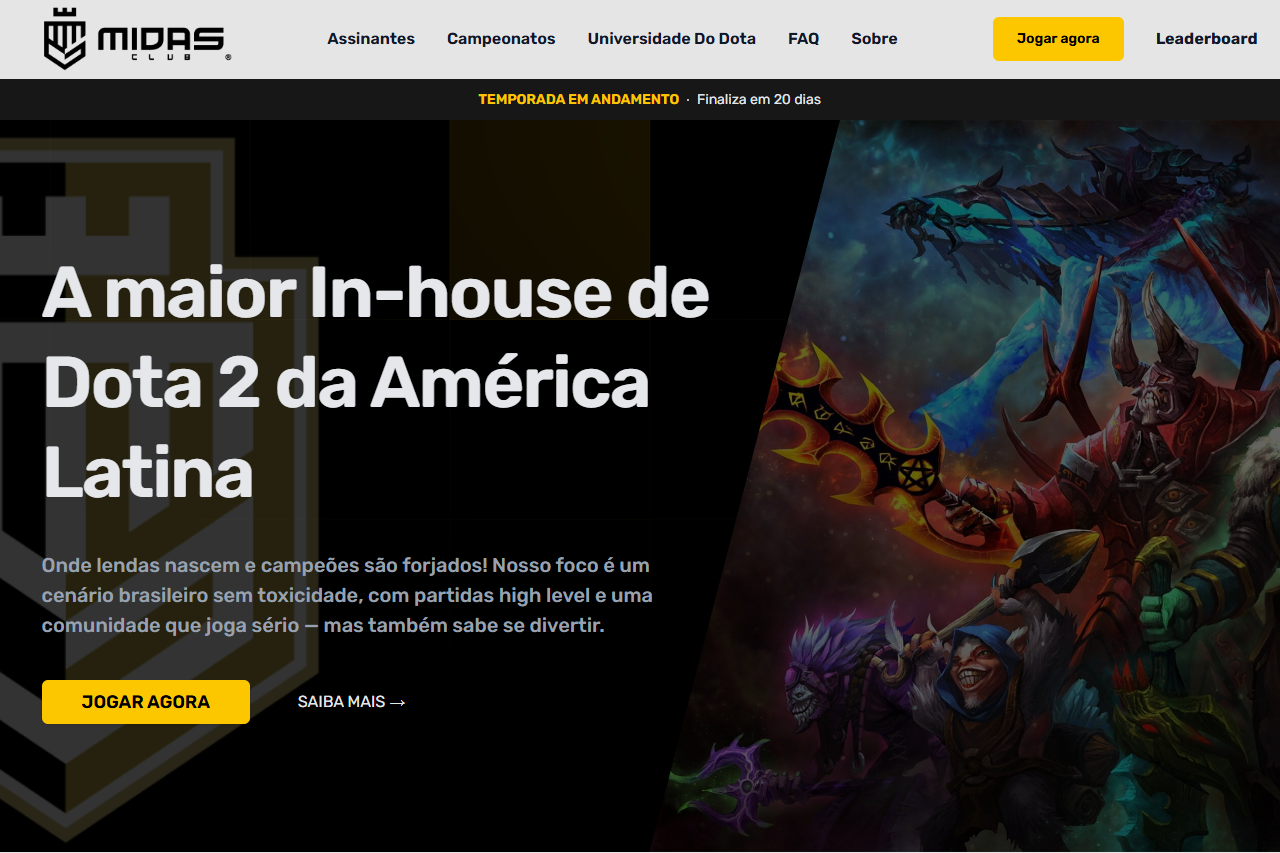 MIDAS
CLUB ®
Assinantes
Campeonatos
Universidade Do Dota
FAQ
Sobre
Jogar agora
Leaderboard
TEMPORADA EM ANDAMENTO · Finaliza em 20 dias
A maior In-house de
Dota 2 da América
Latina
Onde lendas nascem e campeões são forjados! Nosso foco é um
cenário brasileiro sem toxicidade, com partidas high level e uma
comunidade que joga sério — mas também sabe se divertir.
JOGAR AGORA
SAIBA MAIS →